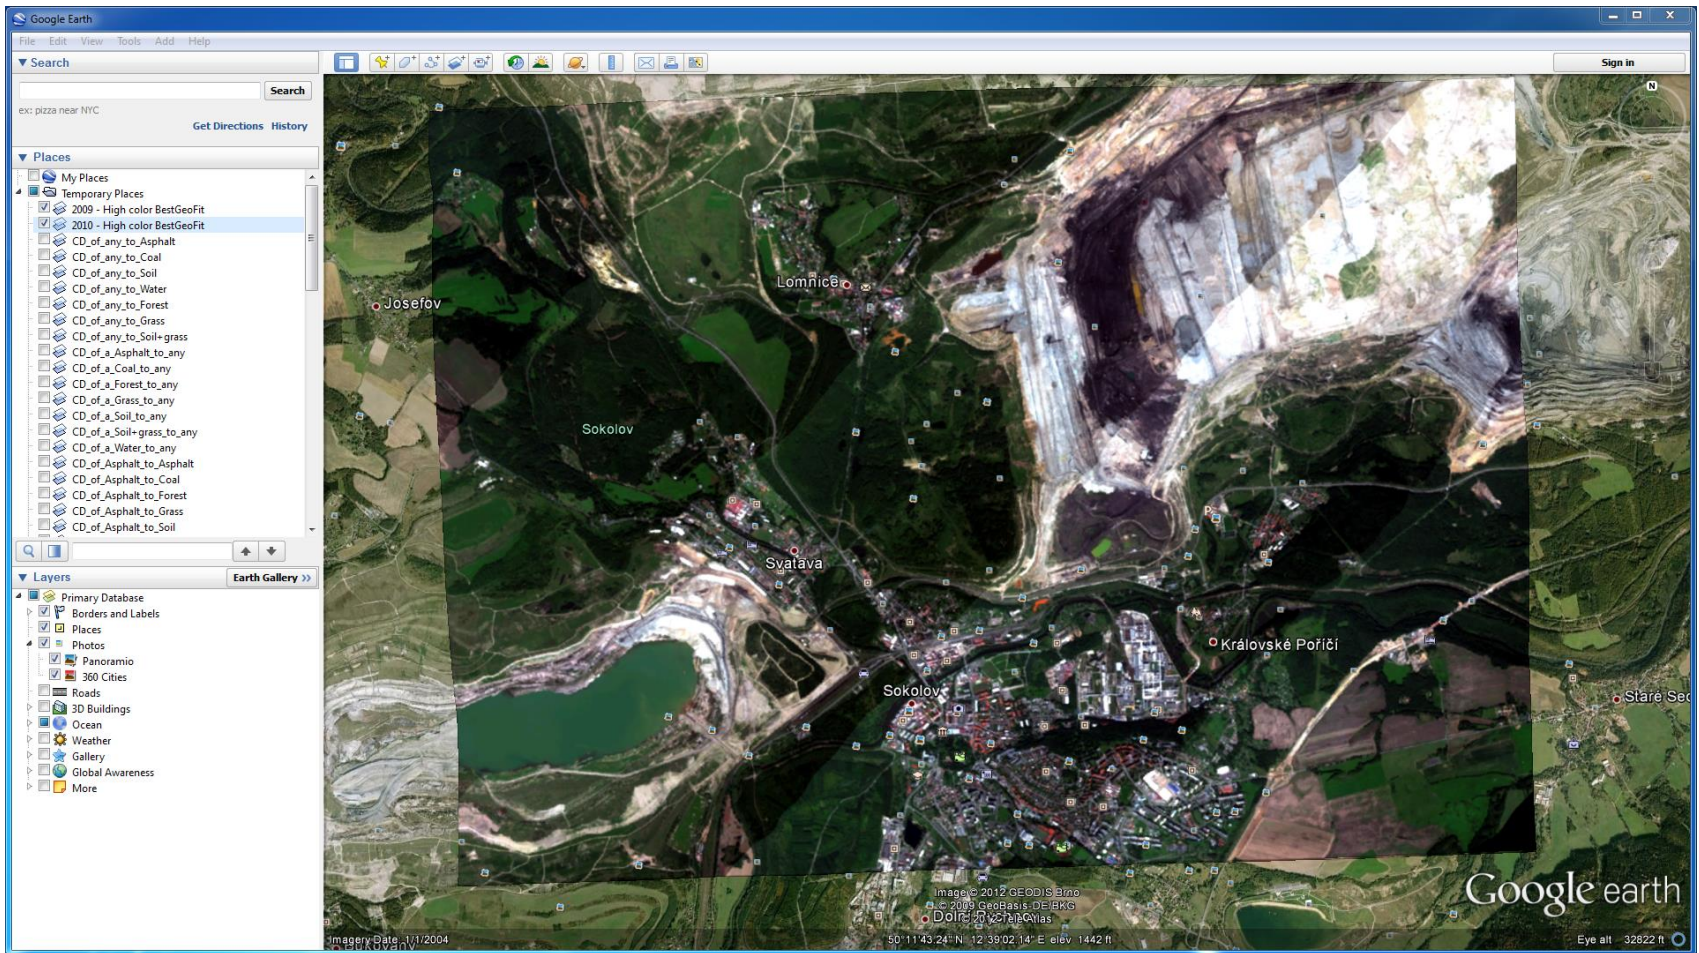 Google Earth
File Edit View Tools Add Help
Search
Search
ex: pizza near NYC
Get Directions History
Places
My Places
Temporary Places
2009 - High color BestGeoFit
2010 - High color BestGeoFit
CD_of_any_to_Asphalt
CD_of_any_to_Coal
CD_of_any_to_Soil
CD_of_any_to_Water
CD_of_any_to_Forest
CD_of_any_to_Grass
CD_of_any_to_Soil+grass
CD_of_a_Asphalt_to_any
CD_of_a_Coal_to_any
CD_of_a_Forest_to_any
CD_of_a_Grass_to_any
CD_of_a_Soil_to_any
CD_of_a_Soil+grass_to_any
CD_of_a_Water_to_any
CD_of_Asphalt_to_Asphalt
CD_of_Asphalt_to_Coal
CD_of_Asphalt_to_Forest
CD_of_Asphalt_to_Grass
CD_of_Asphalt_to_Soil
Layers
Earth Gallery »
Primary Database
Borders and Labels
Places
Photos
Panoramio
360 Cities
Roads
3D Buildings
Ocean
Weather
Gallery
Global Awareness
More
Sign in
N
Lomnice
Josefov
Sokolov
Svatava
Královské Poříčí
Sokolov
Staré Sed
Image © 2012 GEODIS Brno
© 2009 GeoBasis-DE/BKG
Dolní
Google earth
Imagery Date: 1/1/2004
50°11'43.24" N 12°39'02.14" E elev 1442 ft
Eye alt 32822 ft